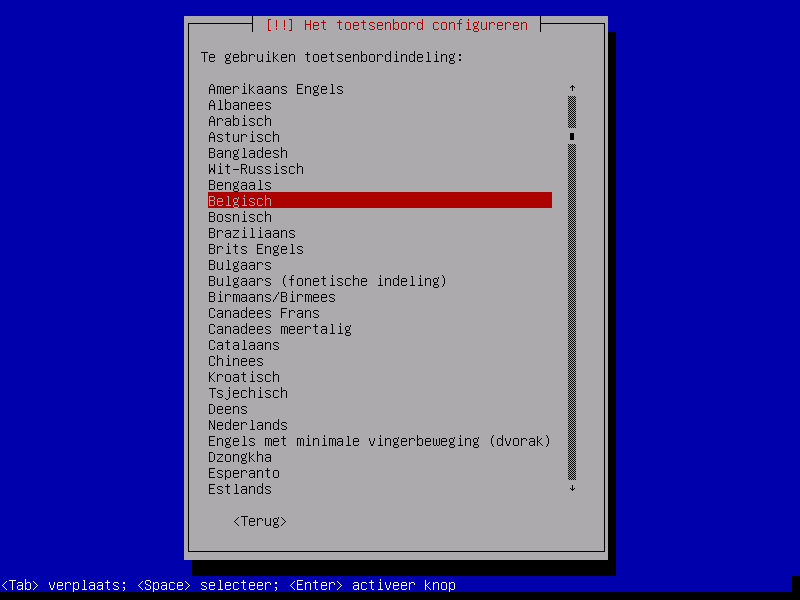 [!!] Het toetsenbord configureren
Te gebruiken toetsenbordindeling:
Amerikaans Engels
Albanees
Arabisch
Asturisch
Bangladesh
Wit-Russisch
Bengaals
Belgisch
Bosnisch
Braziliaans
Brits Engels
Bulgaars
Bulgaars (fonetische indeling)
Birmaans/Birmees
Canadees Frans
Canadees meertalig
Catalaans
Chinees
Kroatisch
Tsjechisch
Deens
Nederlands
Engels met minimale vingerbeweging (dvorak)
Dzongkha
Esperanto
Estlands
<Terug>
<Tab> verplaats; <Space> selecteer; <Enter> activeer knop